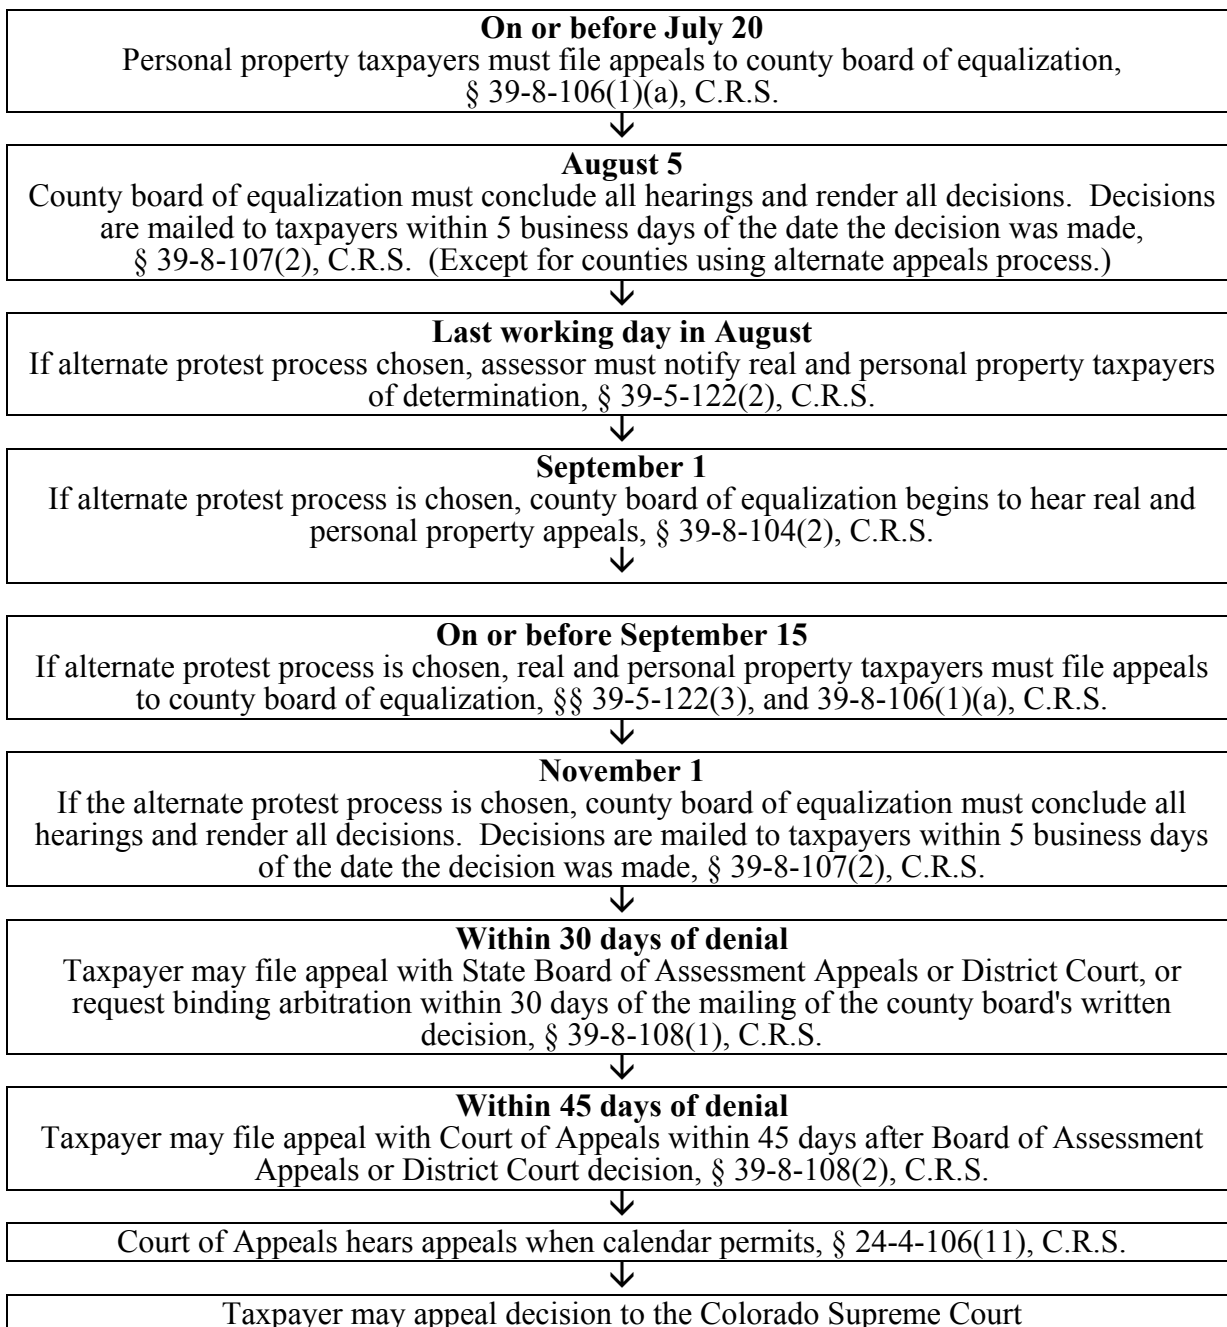 On or before July 20
Personal property taxpayers must file appeals to county board of equalization,
§ 39-8-106(1)(a), C.R.S.
August 5
County board of equalization must conclude all hearings and render all decisions.  Decisions
are mailed to taxpayers within 5 business days of the date the decision was made,
§ 39-8-107(2), C.R.S.  (Except for counties using alternate appeals process.)
Last working day in August
If alternate protest process chosen, assessor must notify real and personal property taxpayers
of determination, § 39-5-122(2), C.R.S.
September 1
If alternate protest process is chosen, county board of equalization begins to hear real and
personal property appeals, § 39-8-104(2), C.R.S.
On or before September 15
If alternate protest process is chosen, real and personal property taxpayers must file appeals
to county board of equalization, §§ 39-5-122(3), and 39-8-106(1)(a), C.R.S.
November 1
If the alternate protest process is chosen, county board of equalization must conclude all
hearings and render all decisions.  Decisions are mailed to taxpayers within 5 business days
of the date the decision was made, § 39-8-107(2), C.R.S.
Within 30 days of denial
Taxpayer may file appeal with State Board of Assessment Appeals or District Court, or
request binding arbitration within 30 days of the mailing of the county board's written
decision, § 39-8-108(1), C.R.S.
Within 45 days of denial
Taxpayer may file appeal with Court of Appeals within 45 days after Board of Assessment
Appeals or District Court decision, § 39-8-108(2), C.R.S.
Court of Appeals hears appeals when calendar permits, § 24-4-106(11), C.R.S.
Taxpayer may appeal decision to the Colorado Supreme Court